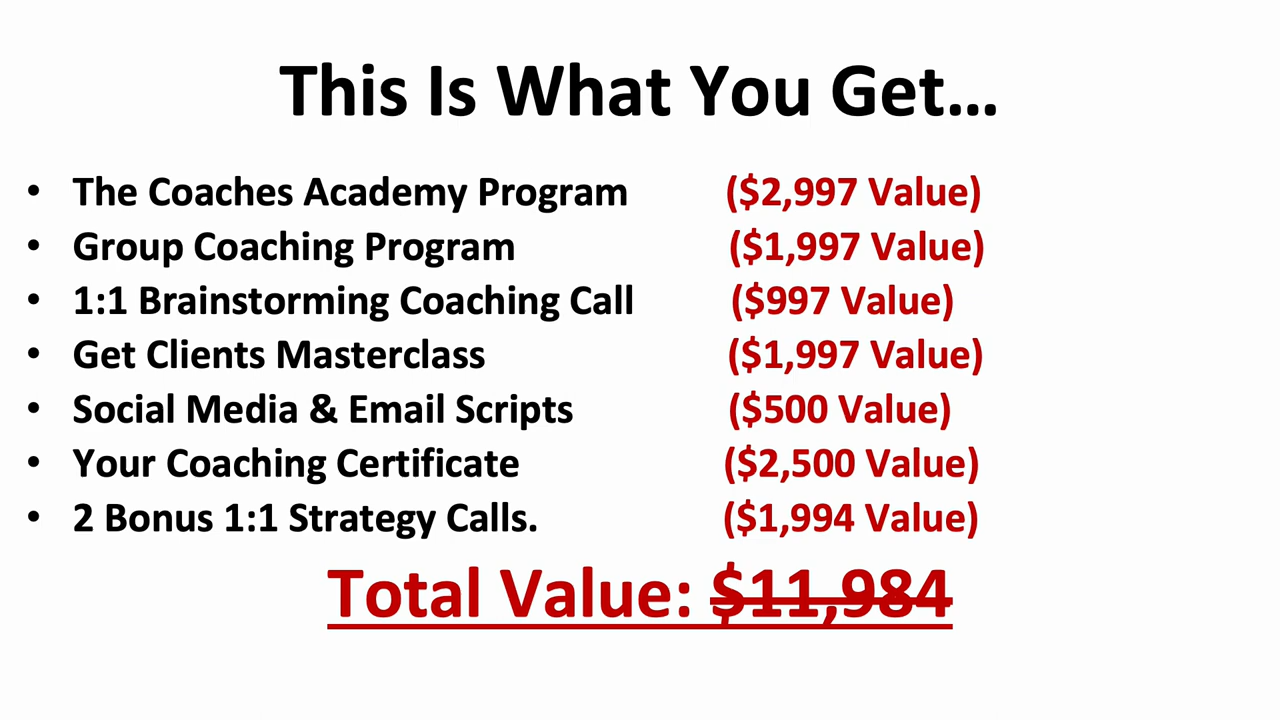 This Is What You Get...
• The Coaches Academy Program ($2,997 Value)
• Group Coaching Program ($1,997 Value)
• 1:1 Brainstorming Coaching Call ($997 Value)
• Get Clients Masterclass ($1,997 Value)
• Social Media & Email Scripts ($500 Value)
• Your Coaching Certificate ($2,500 Value)
• 2 Bonus 1:1 Strategy Calls. ($1,994 Value)
Total Value: $11,984